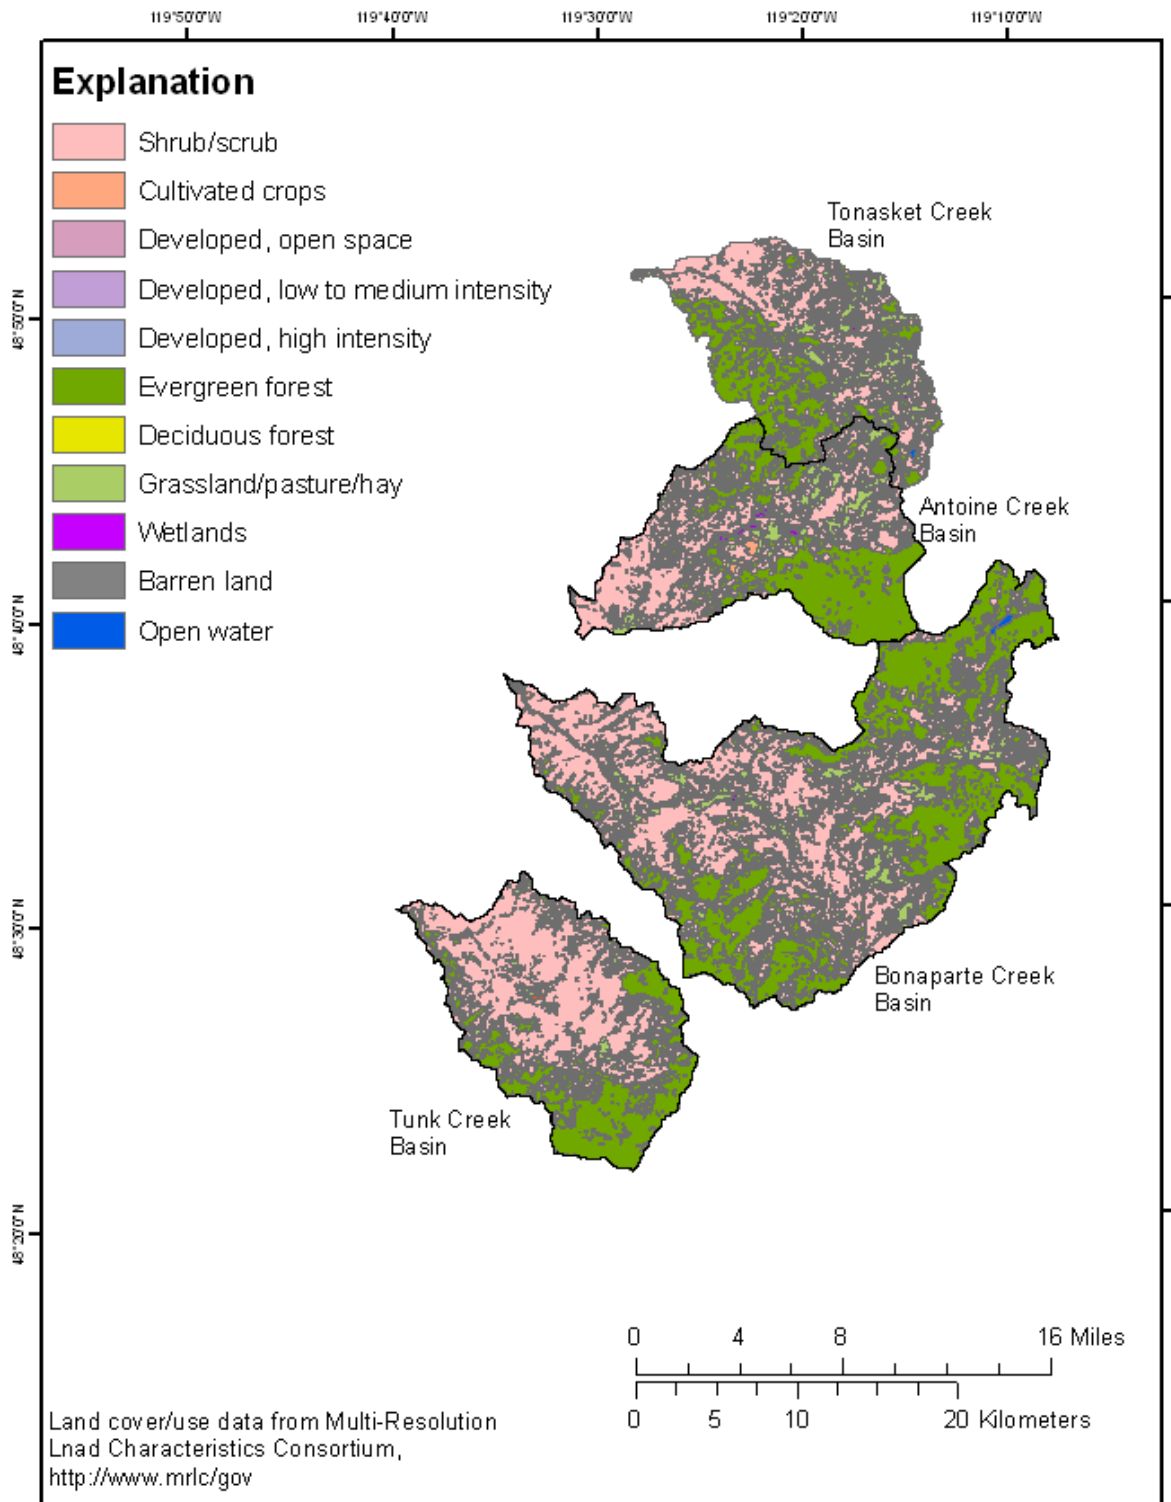 119°50'0"W 119°40'0"W 119°30'0"W 119°20'0"W 119°10'0"W
Explanation
Shrub/scrub
Cultivated crops
Developed, open space
Developed, low to medium intensity
Developed, high intensity
Evergreen forest
Deciduous forest
Grassland/pasture/hay
Wetlands
Barren land
Open water
Tonasket Creek
Basin
48°50'0"N
Antoine Creek
Basin
48°40'0"N
48°30'0"N
Bonaparte Creek
Basin
Tunk Creek
Basin
48°20'0"N
0 4 8 16 Miles
0 5 10 20 Kilometers
Land cover/use data from Multi-Resolution
Lnad Characteristics Consortium,
http://www.mrlc/gov